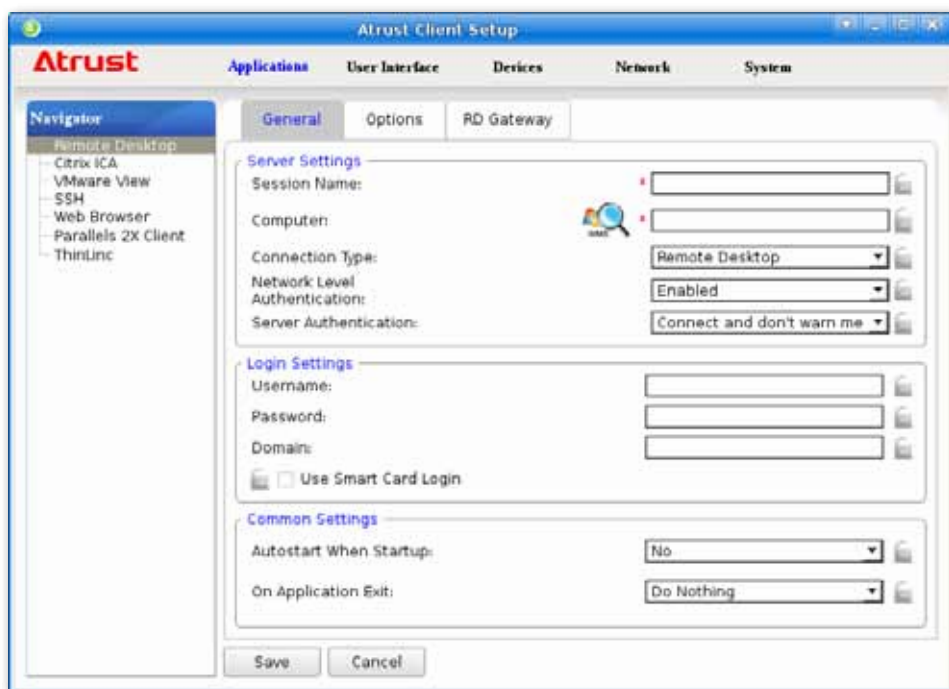 Atrust Client Setup
Atrust
Applications User Interface Devices Network System
Navigator
Remote Desktop
Citrix ICA
VMware View
SSH
Web Browser
Parallels 2X Client
ThinLinc
General Options RD Gateway
Server Settings
Session Name: *
Computer: *
Connection Type: Remote Desktop
Network Level
Authentication: Enabled
Server Authentication: Connect and don't warn me
Login Settings
Username:
Password:
Domain:
Use Smart Card Login
Common Settings
Autostart When Startup: No
On Application Exit: Do Nothing
Save Cancel